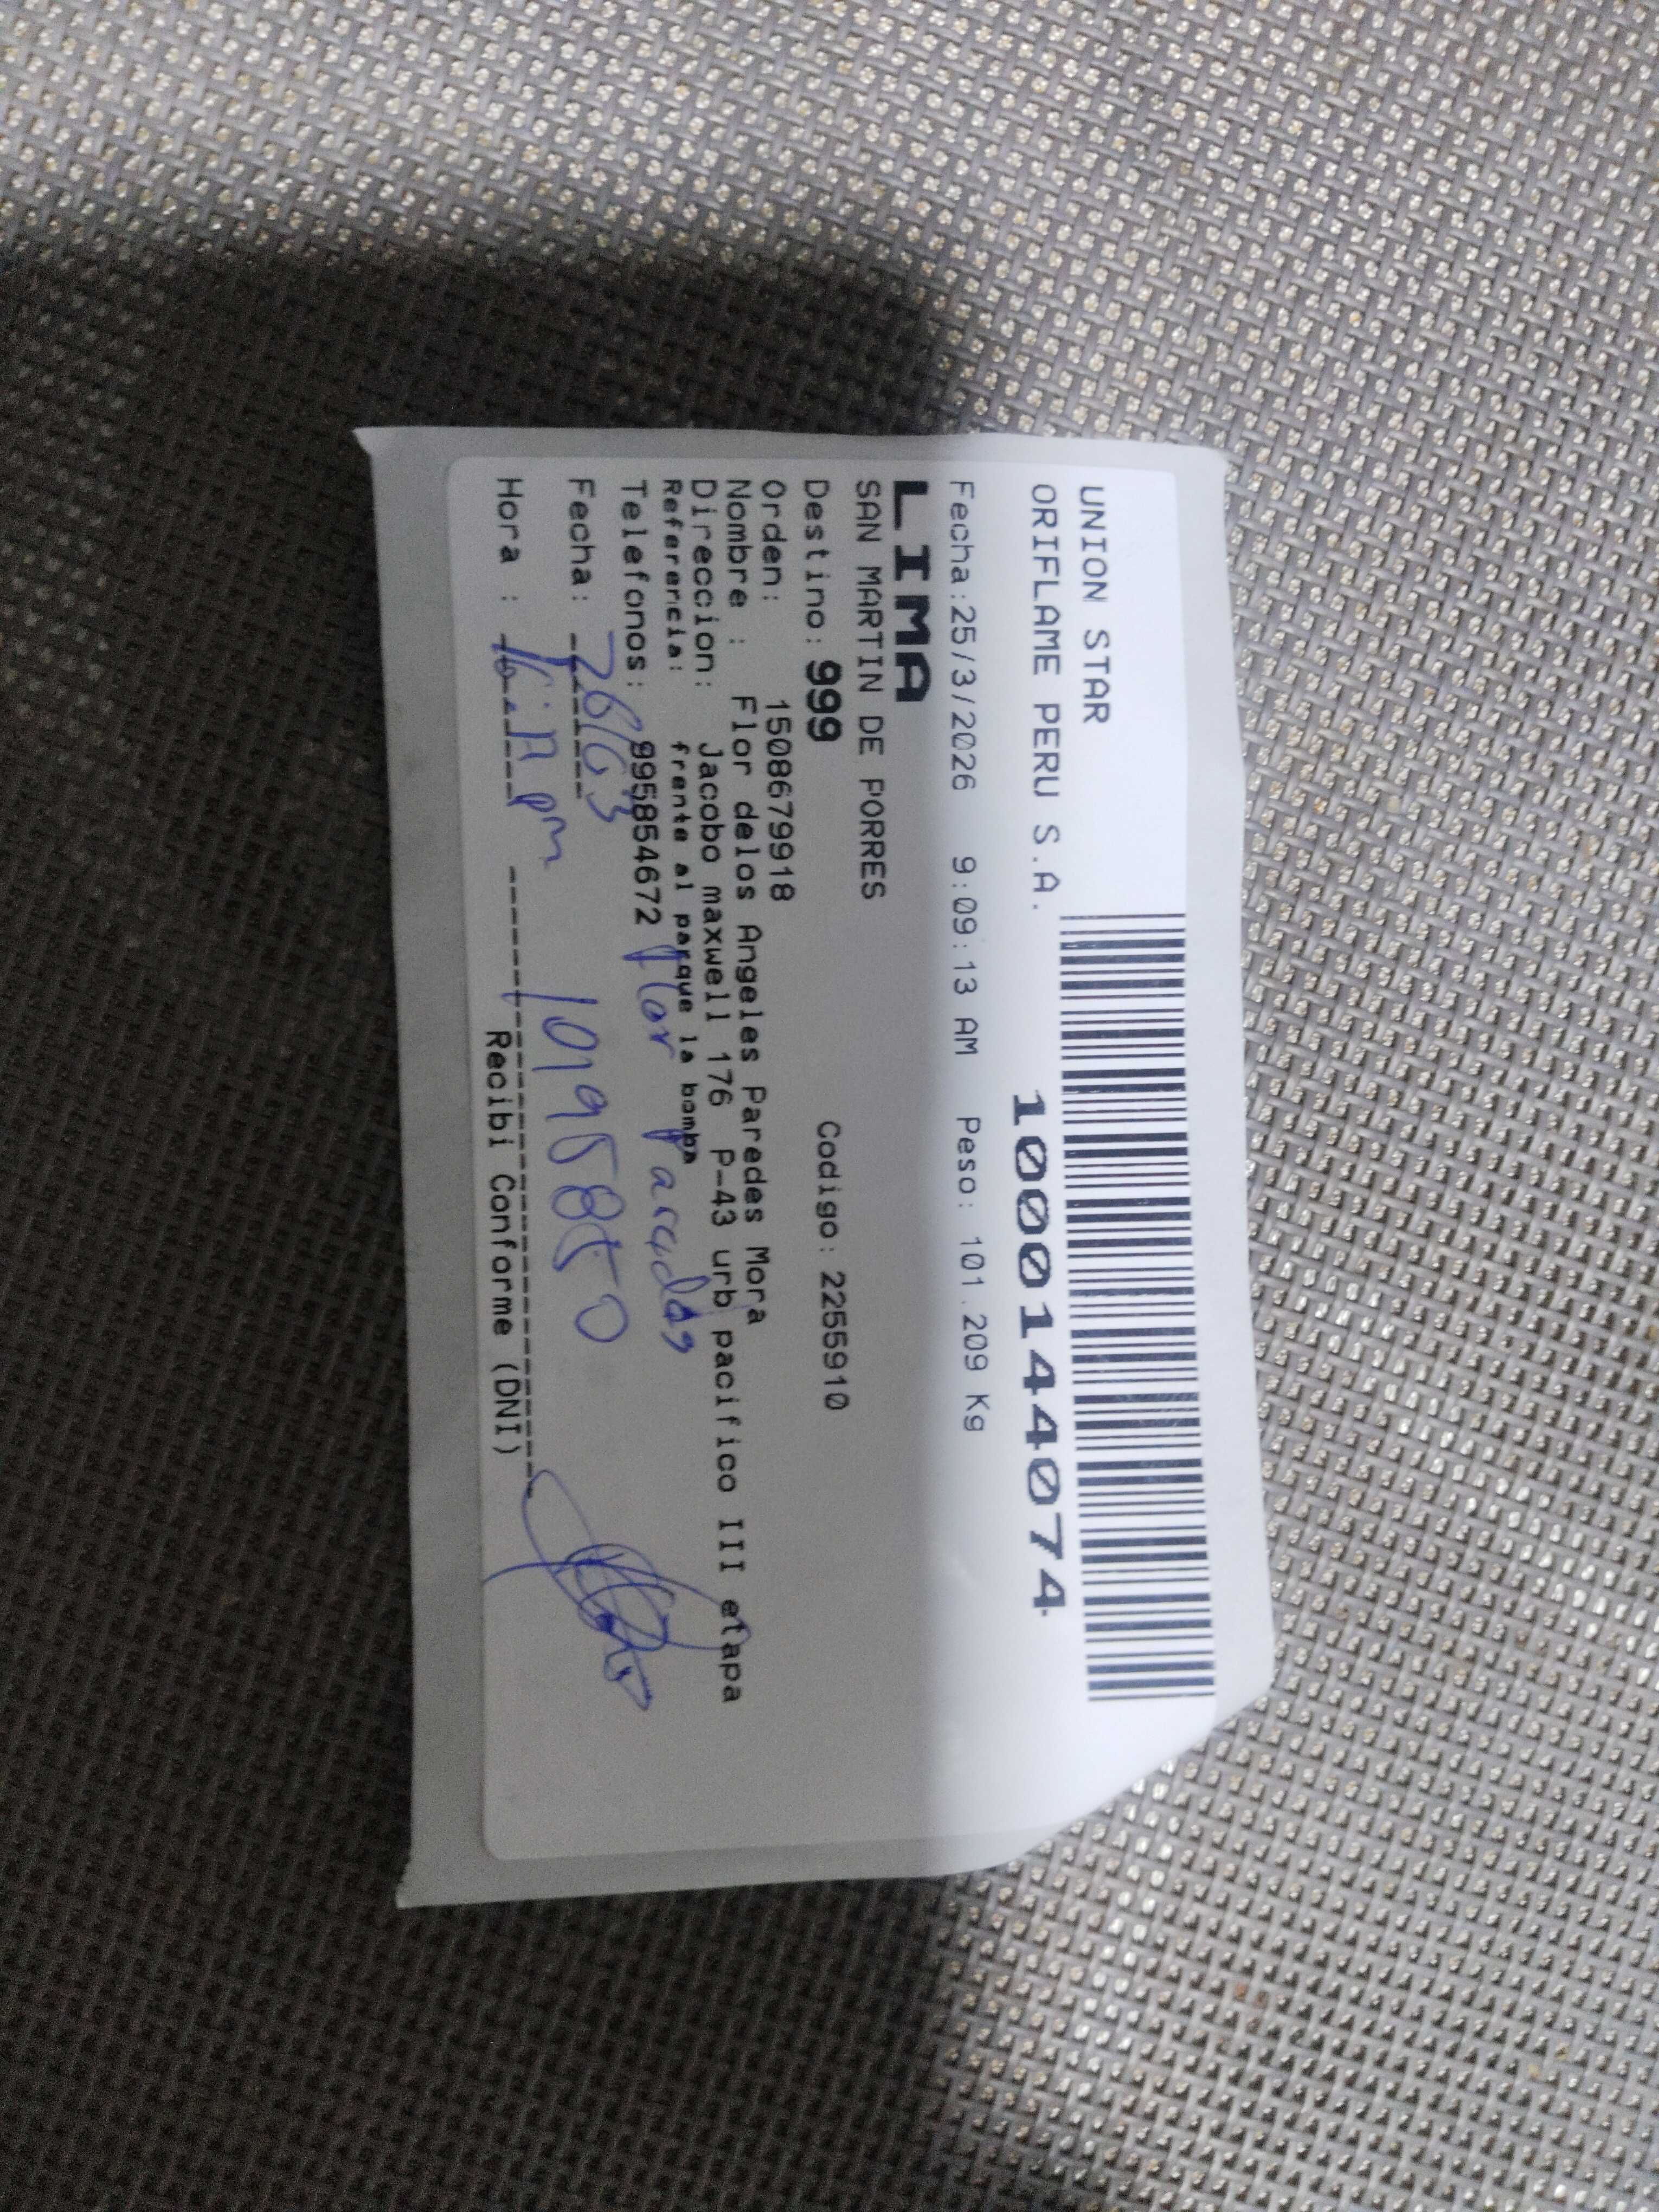 UNION STAR
ORIFLAME PERU S.A.
1000144074
Fecha:25/3/2026 9:09:13 AM Peso: 101.209 Kg
LIMA
SAN MARTIN DE PORRES
Destino: 999 Codigo: 2255910
Orden: 1508679918
Nombre : Flor delos Angeles Paredes Mora
Direccion: Jacobo maxwell 176 P-43 urb pacifico III etapa
Referencia: frente al parque la bomba
Telefonos: 995854672 Flor Paredes
Fecha: 26/03
Hora : pm
Recibi Conforme (DNI)